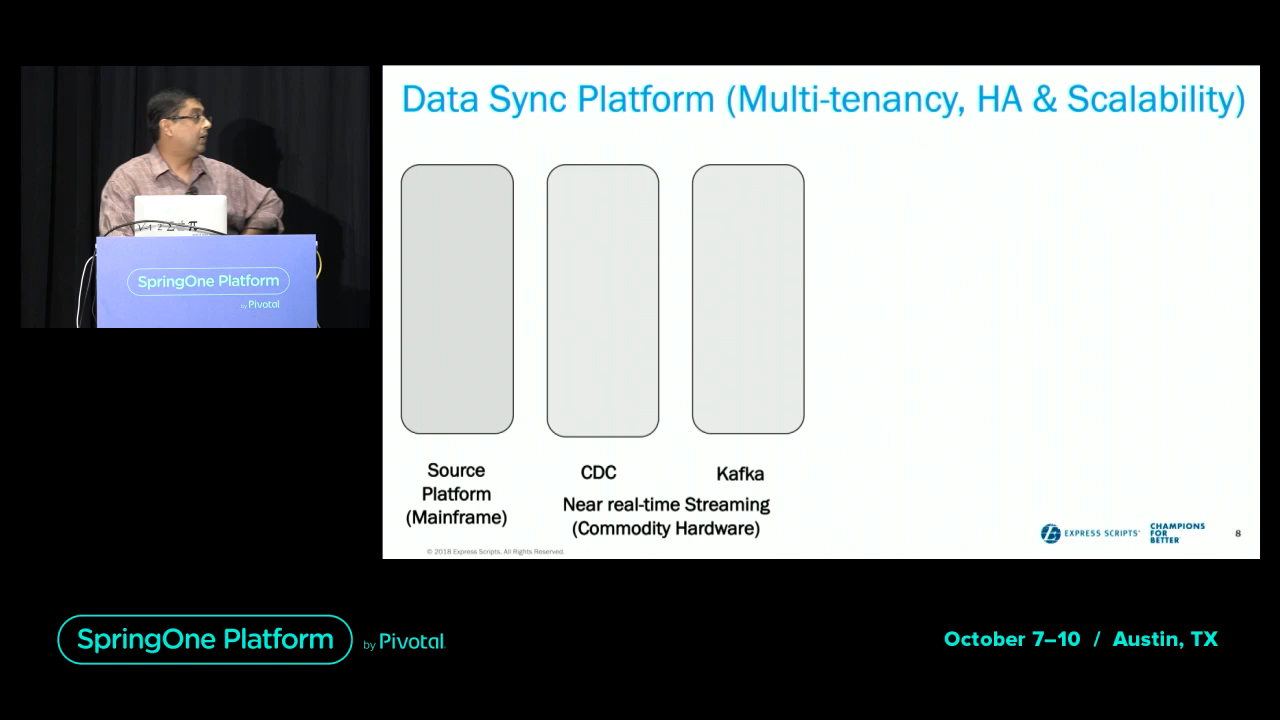 Data Sync Platform (Multi-tenancy, HA & Scalability)
SpringOne Platform
by Pivotal
Source
Platform
(Mainframe)
CDC
Kafka
Near real-time Streaming
(Commodity Hardware)
© 2018 Express Scripts. All Rights Reserved.
EXPRESS SCRIPTS
CHAMPIONS
FOR
BETTER
8
SpringOne Platform by Pivotal
October 7–10 / Austin, TX